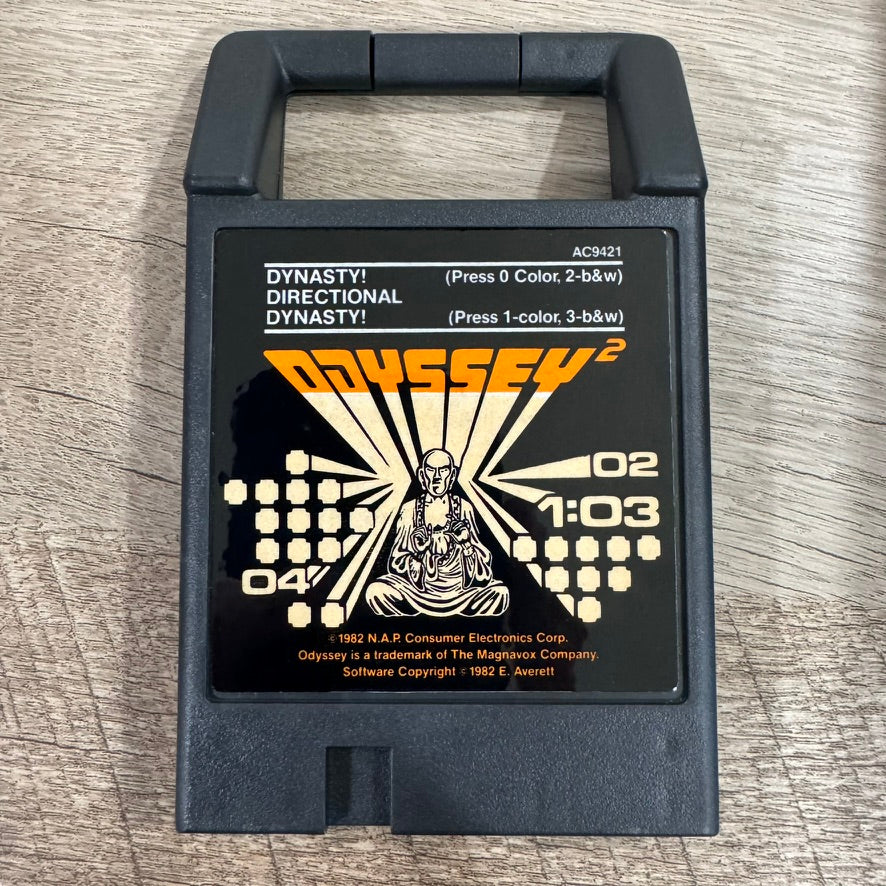 AC9421
DYNASTY! (Press 0 Color, 2-b&w)
DIRECTIONAL
DYNASTY! (Press 1-color, 3-b&w)
ODYSSEY²
02
1:03
04
©1982 N.A.P. Consumer Electronics Corp.
Odyssey is a trademark of The Magnavox Company.
Software Copyright ©1982 E. Averett